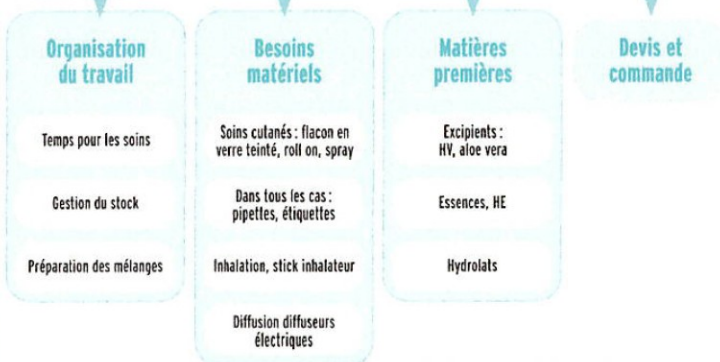 Organisation
du travail
Temps pour les soins
Gestion du stock
Préparation des mélanges
Besoins
matériels
Soins cutanés : flacon en
verre teinté, roll on, spray
Dans tous les cas :
pipettes, étiquettes
Inhalation, stick inhalateur
Diffusion diffuseurs
électriques
Matières
premières
Excipients :
HV, aloe vera
Essences, HE
Hydrolats
Devis et
commande